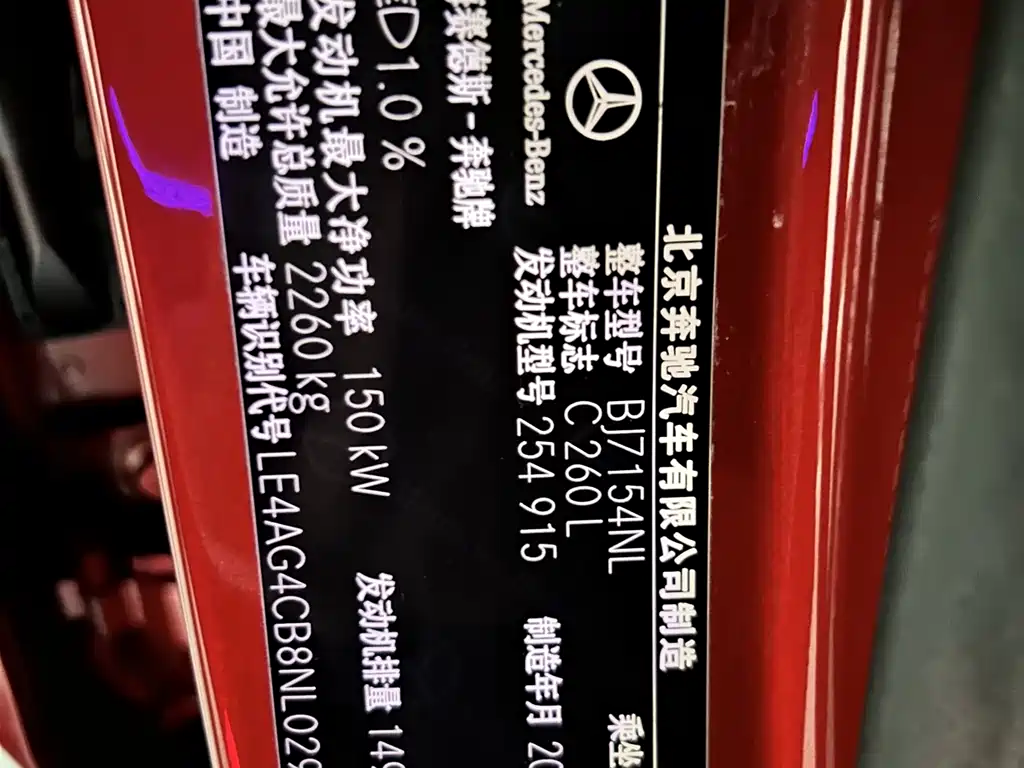 北京奔驰汽车有限公司制造
Mercedes-Benz
整车型号 BJ7154NL 乘坐
整车标志 C 260 L
发动机型号 254 915 制造年月 20
赛德斯-奔驰牌
1.0 %
发动机最大净功率 150 kW 发动机排量 149
最大允许总质量 2260 kg
中国 制造 车辆识别代号 LE4AG4CB8NL029